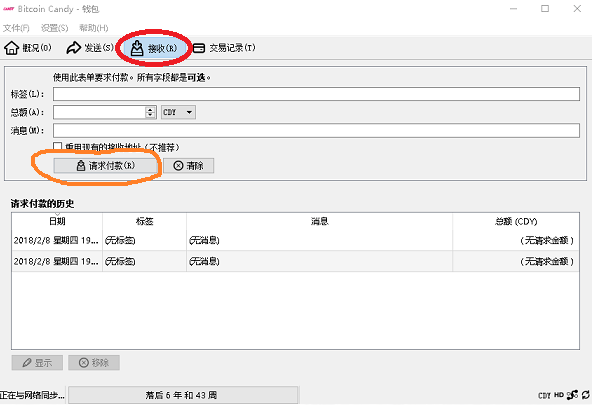 Bitcoin Candy - 钱包
文件(F) 设置(S) 帮助(H)
概况(O) 发送(S) 接收(R) 交易记录(T)
使用此表单要求付款。所有字段都是可选。
标签(L):
总额(A): CDY
消息(M):
重用现有的接收地址（不推荐）
请求付款(R) 清除
请求付款的历史
日期 标签 消息 总额 (CDY)
2018/2/8 星期四 19... (无标签) (无消息) (无请求金额)
2018/2/8 星期四 19... (无标签) (无消息) (无请求金额)
显示 移除
正在与网络同步... 落后 6 年和 43 周 CDY HD